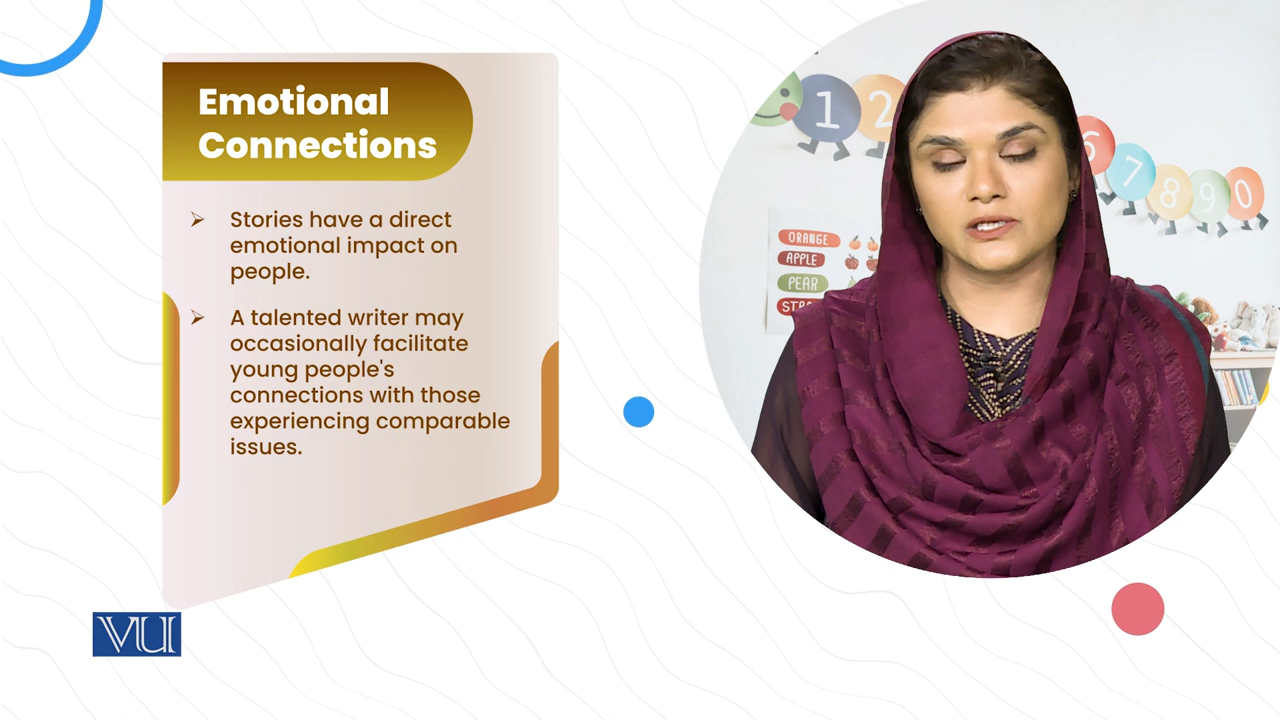 Emotional
Connections
➢ Stories have a direct
emotional impact on
people.
➢ A talented writer may
occasionally facilitate
young people's
connections with those
experiencing comparable
issues.
VU
1 2
6 7 8 9 0
ORANGE
APPLE
PEAR